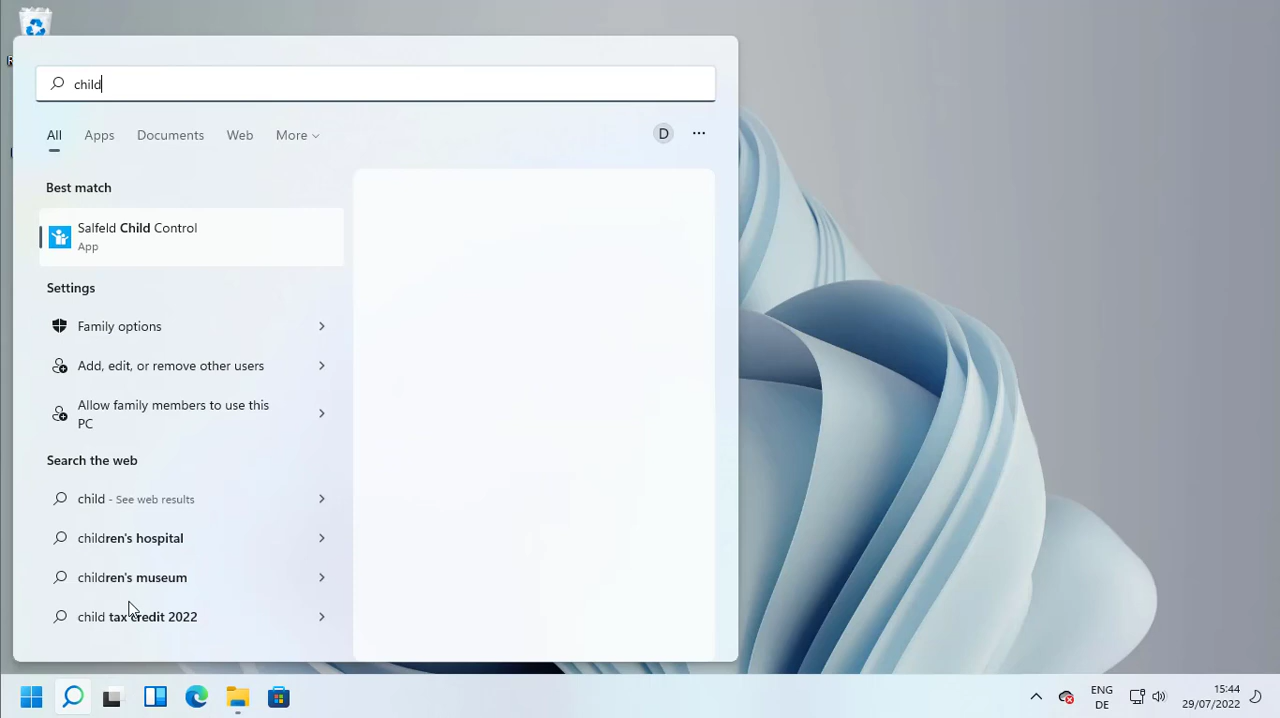 child
All
Apps
Documents
Web
More
D
Best match
Salfeld Child Control
App
Settings
Family options
Add, edit, or remove other users
Allow family members to use this
PC
Search the web
child - See web results
children's hospital
children's museum
child tax credit 2022
ENG
DE
15:44
29/07/2022